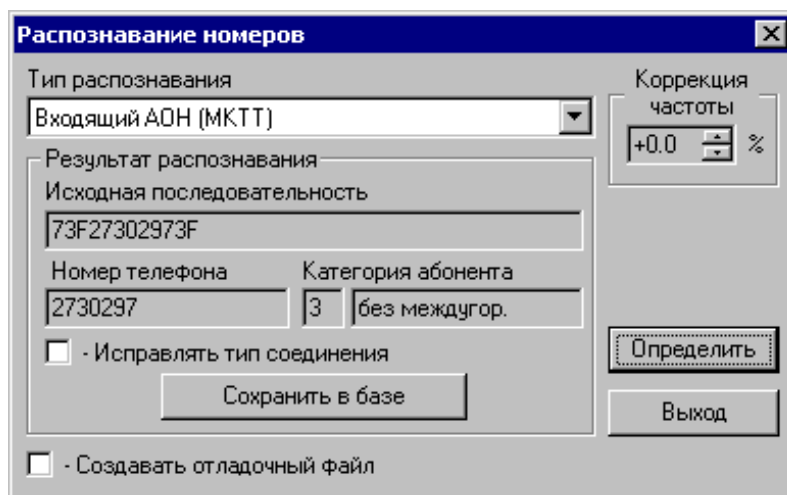 Распознавание номеров
Тип распознавания
Входящий АОН (МКТТ)
Коррекция
частоты
+0.0 %
Результат распознавания
Исходная последовательность
73F27302973F
Номер телефона Категория абонента
2730297 3 без междугор.
- Исправлять тип соединения
Сохранить в базе
Определить
Выход
- Создавать отладочный файл